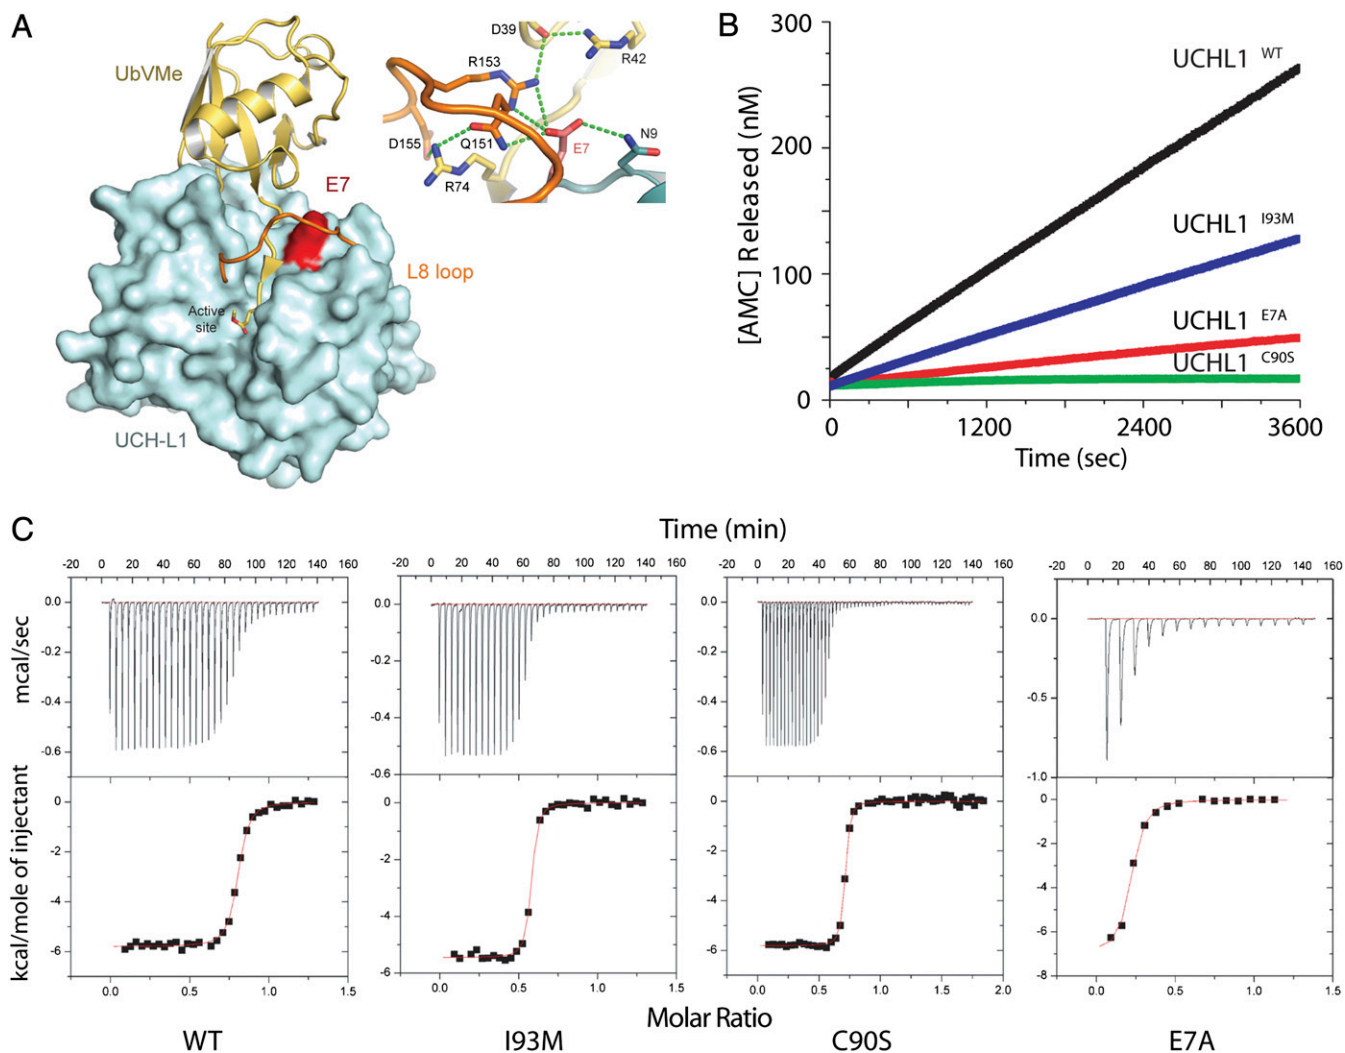 A
UbVMe
E7
L8 loop
Active
site
UCH-L1
D39
R42
R153
N9
D155
Q151
E7
R74
B
[AMC] Released (nM)
300
200
100
0
UCHL1 WT
UCHL1 I93M
UCHL1 E7A
UCHL1 C90S
0 1200 2400 3600
Time (sec)
C
Time (min)
-20 0 20 40 60 80 100 120 140 160
-20 0 20 40 60 80 100 120 140 160
-20 0 20 40 60 80 100 120 140 160
-20 0 20 40 60 80 100 120 140 160
mcal/sec
0.0
-0.2
-0.4
-0.6
0.0
-0.2
-0.4
-0.6
0.0
-0.2
-0.4
-0.6
0.0
-0.5
-1.0
kcal/mole of injectant
0
-2
-4
-6
0
-2
-4
-6
0
-2
-4
-6
0
-2
-4
-6
-8
0.0 0.5 1.0 1.5
0.0 0.5 1.0 1.5
0.0 0.5 1.0 1.5 2.0
0.0 0.5 1.0 1.5
Molar Ratio
WT I93M C90S E7A